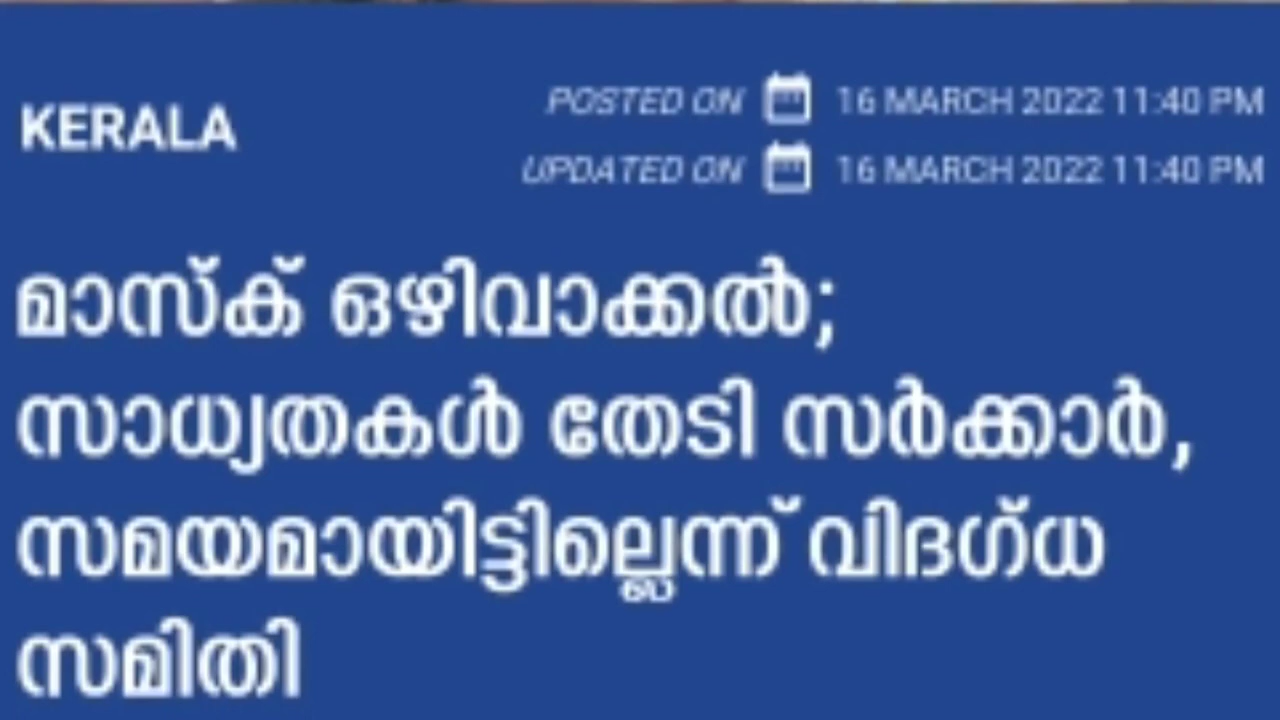 KERALA
POSTED ON 16 MARCH 2022 11:40 PM
UPDATED ON 16 MARCH 2022 11:40 PM
മാസ്ക് ഒഴിവാക്കൽ;
സാധ്യതകൾ തേടി സർക്കാർ,
സമയമായിട്ടില്ലെന്ന് വിദഗ്ധ
സമിതി